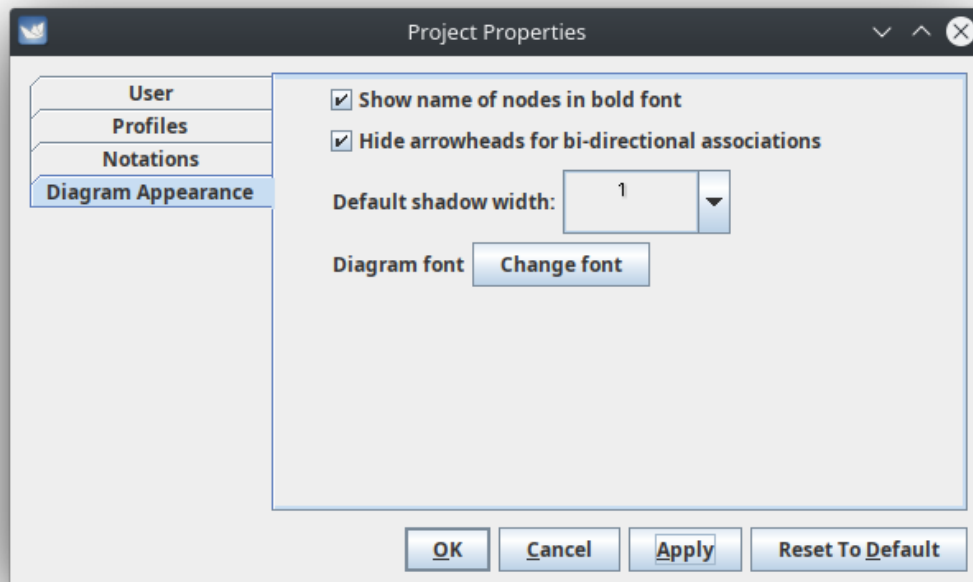 Project Properties
User
Profiles
Notations
Diagram Appearance
Show name of nodes in bold font
Hide arrowheads for bi-directional associations
Default shadow width: 1
Diagram font Change font
OK Cancel Apply Reset To Default